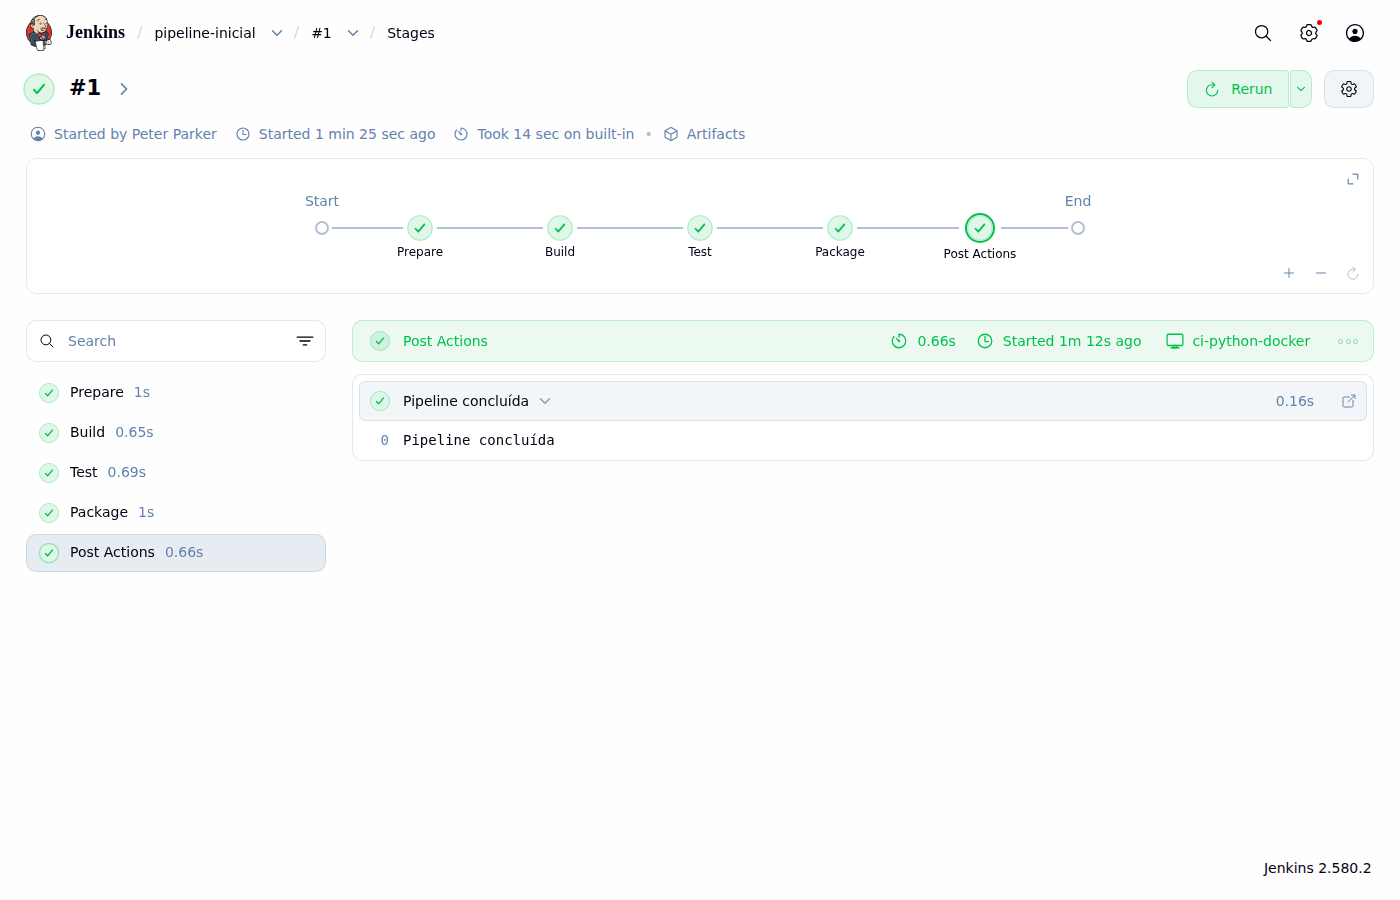 Jenkins / pipeline-inicial / #1 / Stages
#1
Rerun
Started by Peter Parker Started 1 min 25 sec ago Took 14 sec on built-in • Artifacts
Start End
Prepare Build Test Package Post Actions
Search
Post Actions 0.66s Started 1m 12s ago ci-python-docker
Prepare 1s
Build 0.65s
Test 0.69s
Package 1s
Post Actions 0.66s
Pipeline concluída 0.16s
0 Pipeline concluída
Jenkins 2.580.2